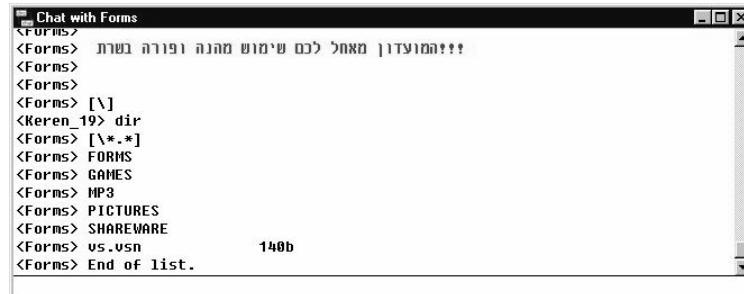 Chat with Forms
<Forms>
<Forms> המועדון מאחל לכם שימוש מהנה ופורה בשרת!!!
<Forms>
<Forms>
<Forms> [\]
<Keren_19> dir
<Forms> [\*.*]
<Forms> FORMS
<Forms> GAMES
<Forms> MP3
<Forms> PICTURES
<Forms> SHAREWARE
<Forms> vs.vsn 140b
<Forms> End of list.